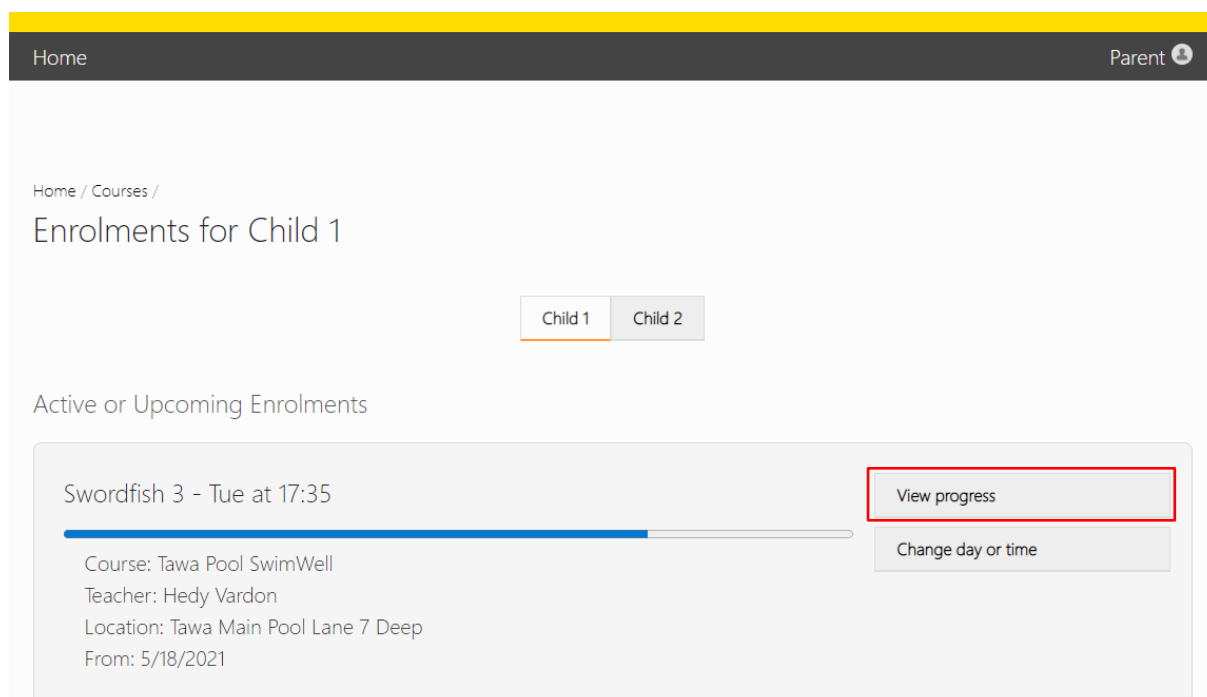 Home
Parent
Home / Courses /
Enrolments for Child 1
Child 1
Child 2
Active or Upcoming Enrolments
Swordfish 3 - Tue at 17:35
View progress
Change day or time
Course: Tawa Pool SwimWell
Teacher: Hedy Vardon
Location: Tawa Main Pool Lane 7 Deep
From: 5/18/2021